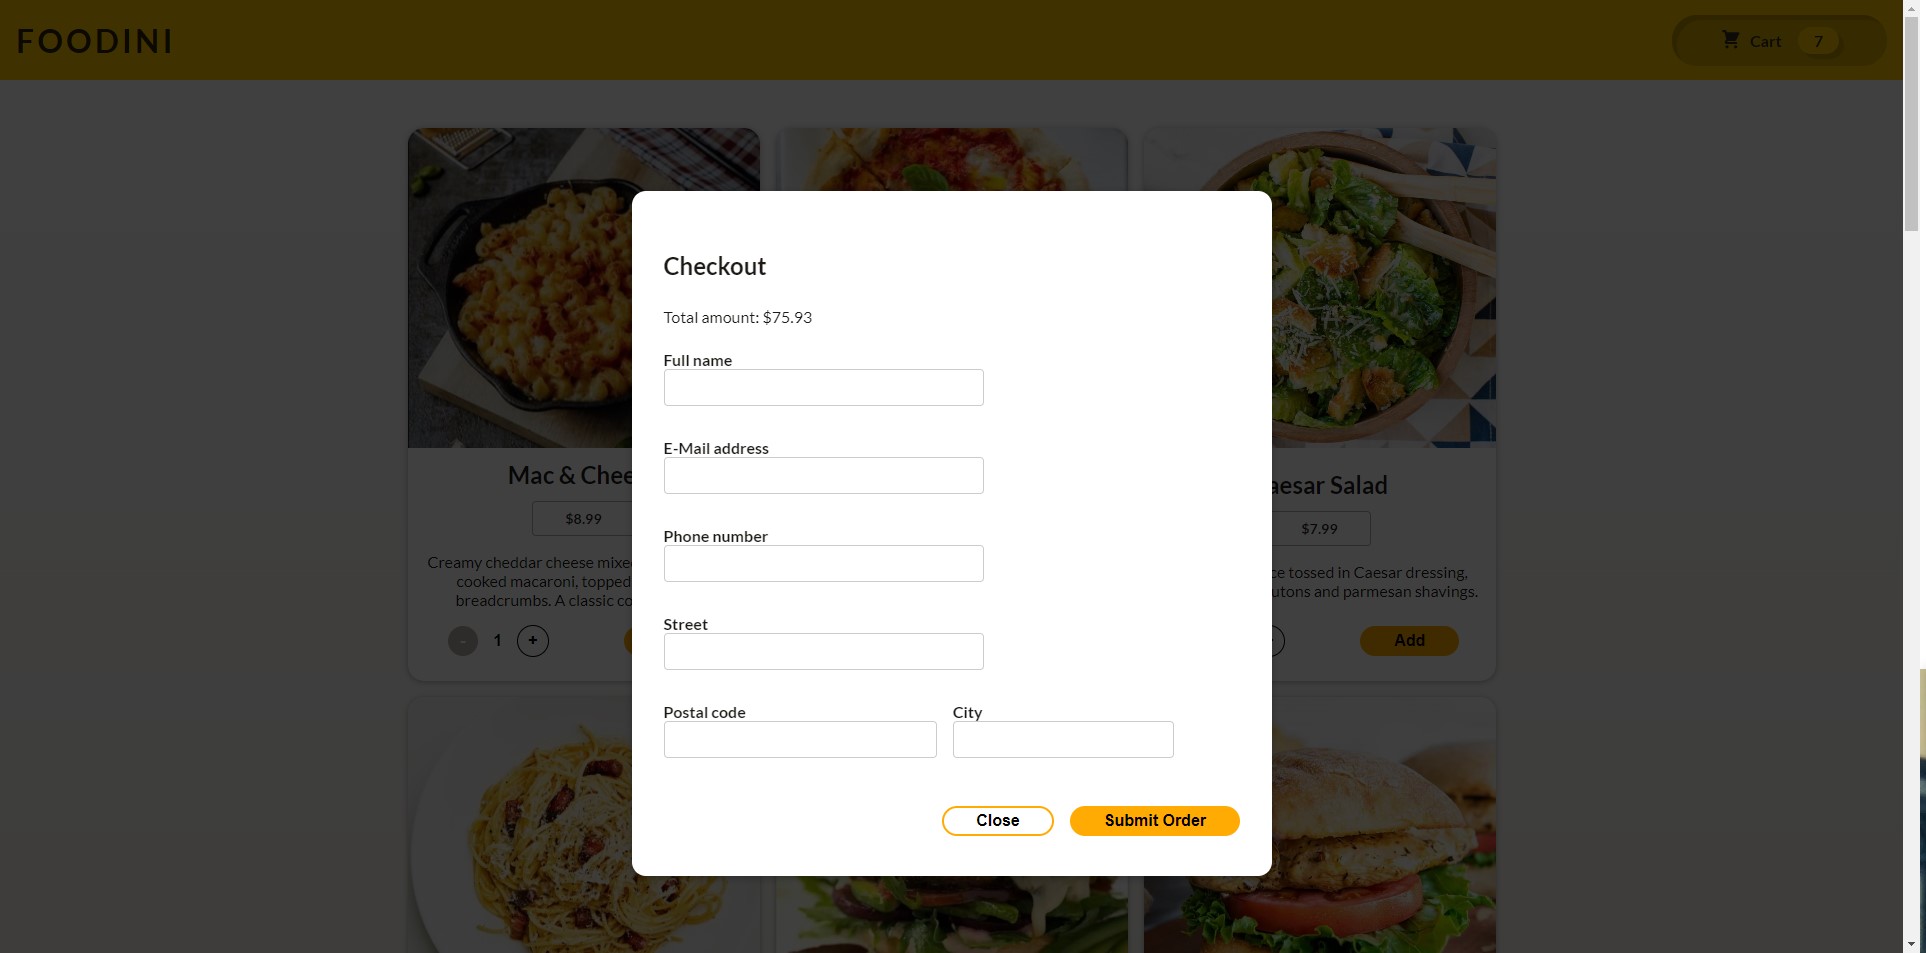 FOODINI
Cart 7
Checkout
Total amount: $75.93
Full name
E-Mail address
Phone number
Street
Postal code City
Close Submit Order
Mac & Chee
$8.99
Creamy cheddar cheese mixe
cooked macaroni, topped
breadcrumbs. A classic co
- 1 +
aesar Salad
$7.99
ce tossed in Caesar dressing,
utons and parmesan shavings.
Add